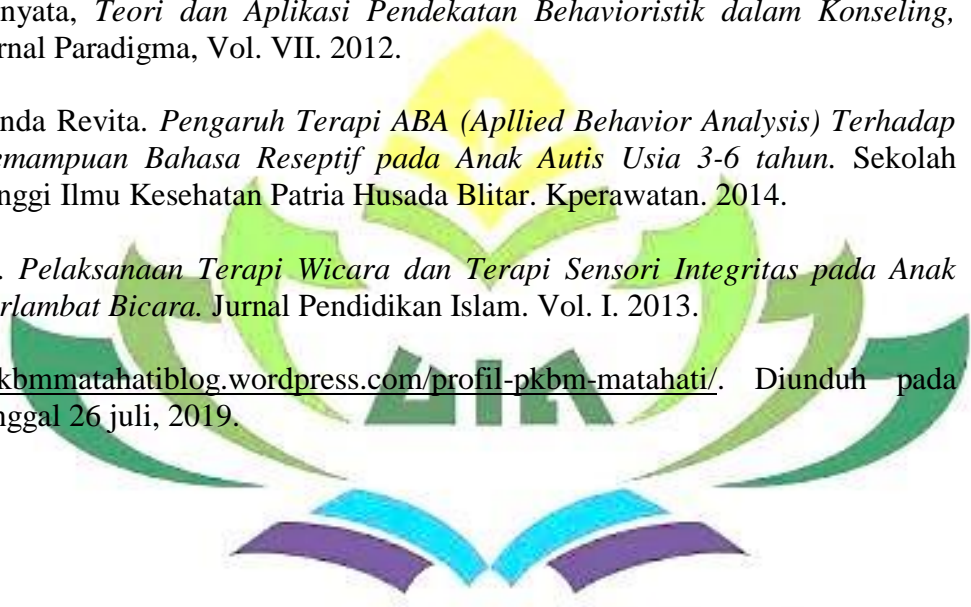 nyata, Teori dan Aplikasi Pendekatan Behavioristik dalam Konseling,
rnal Paradigma, Vol. VII. 2012.
nda Revita. Pengaruh Terapi ABA (Apllied Behavior Analysis) Terhadap
emampuan Bahasa Reseptif pada Anak Autis Usia 3-6 tahun. Sekolah
nggi Ilmu Kesehatan Patria Husada Blitar. Kperawatan. 2014.
. Pelaksanaan Terapi Wicara dan Terapi Sensori Integritas pada Anak
rlambat Bicara. Jurnal Pendidikan Islam. Vol. I. 2013.
kbmmatahatiblog.wordpress.com/profil-pkbm-matahati/. Diunduh pada
nggal 26 juli, 2019.